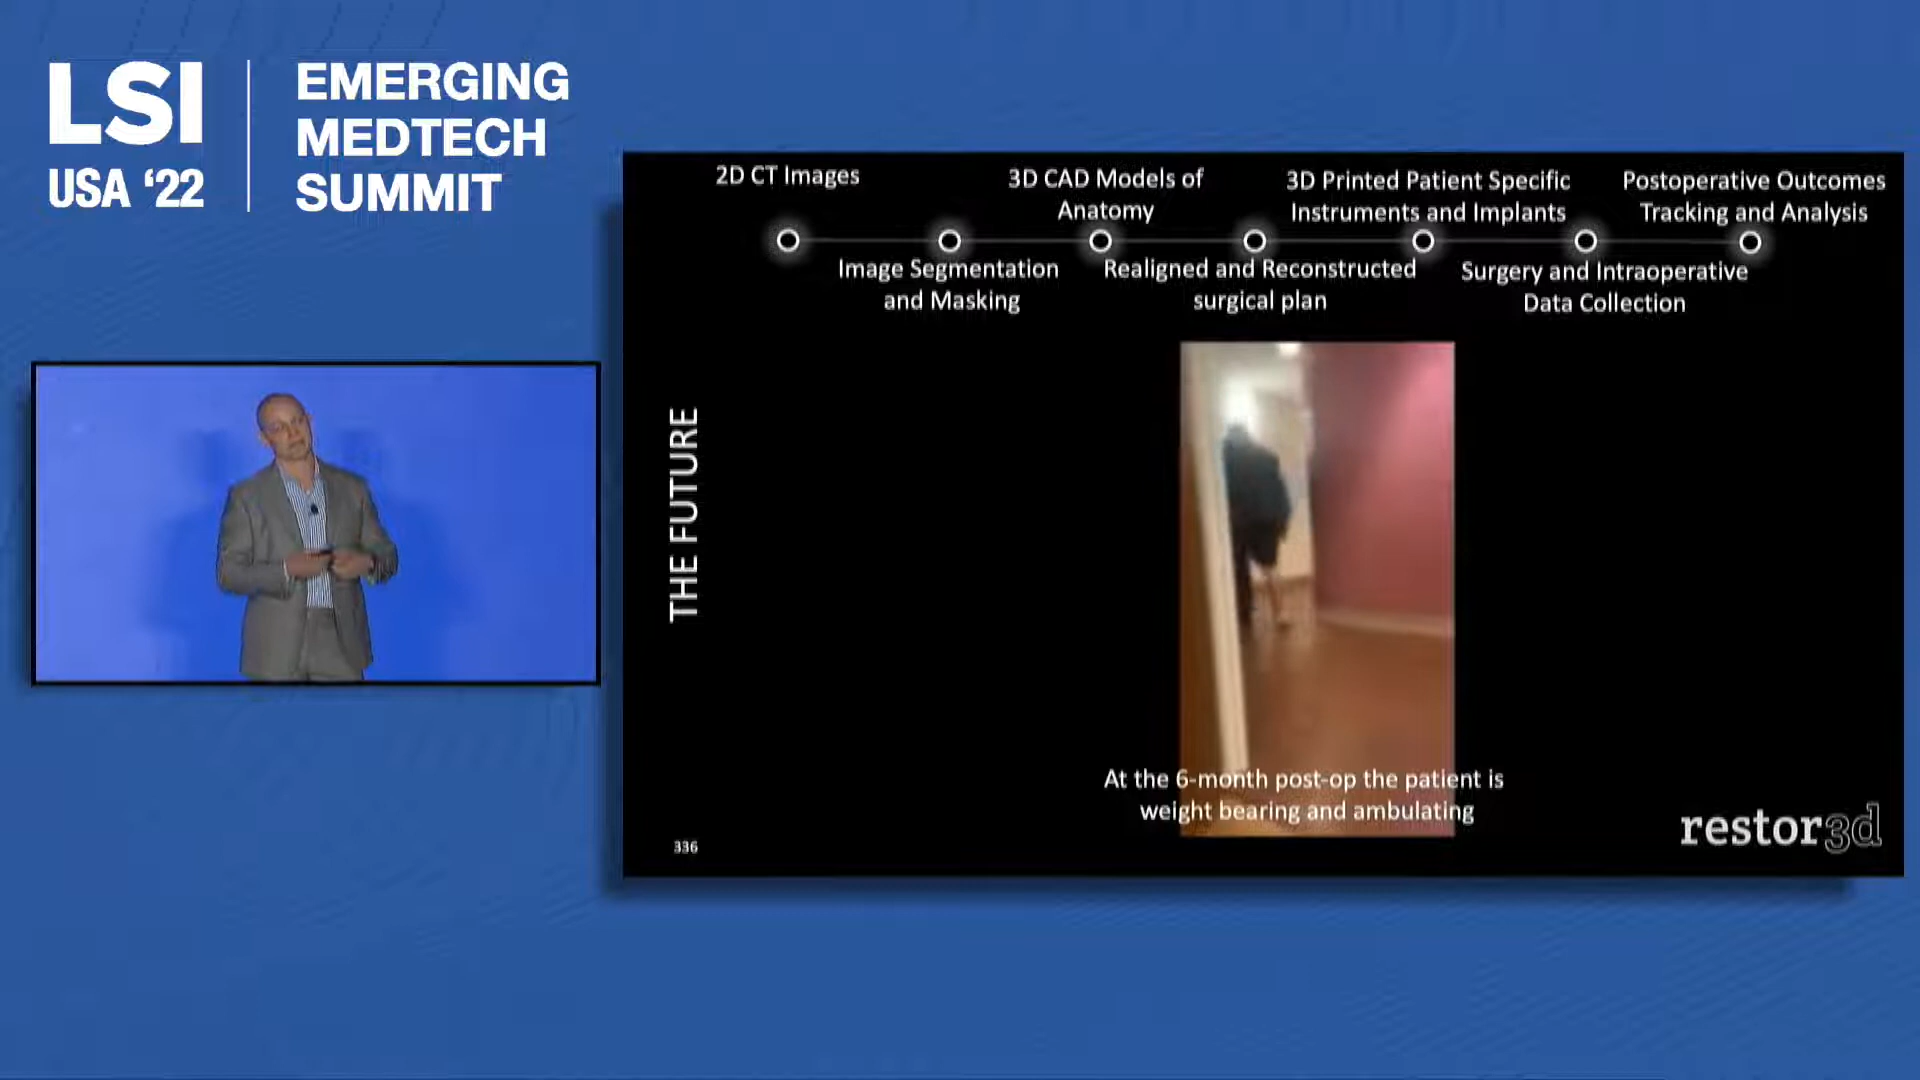 LSI
USA ‘22
EMERGING
MEDTECH
SUMMIT
2D CT Images
3D CAD Models of
Anatomy
3D Printed Patient Specific
Instruments and Implants
Postoperative Outcomes
Tracking and Analysis
Image Segmentation
and Masking
Realigned and Reconstructed
surgical plan
Surgery and Intraoperative
Data Collection
THE FUTURE
At the 6-month post-op the patient is
weight bearing and ambulating
336
restor3d